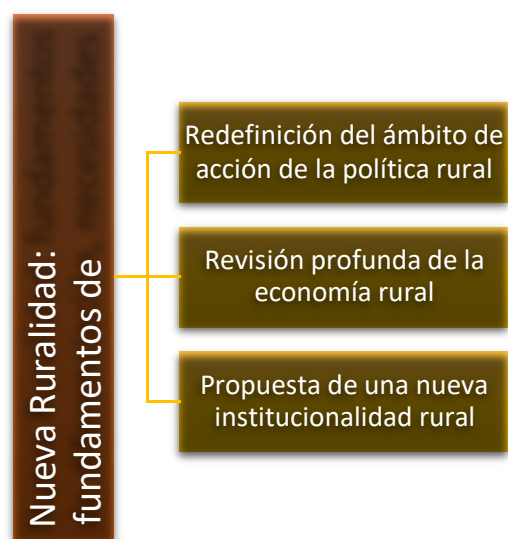 Nueva Ruralidad:
fundamentos de
Redefinición del ámbito de
acción de la política rural
Revisión profunda de la
economía rural
Propuesta de una nueva
institucionalidad rural